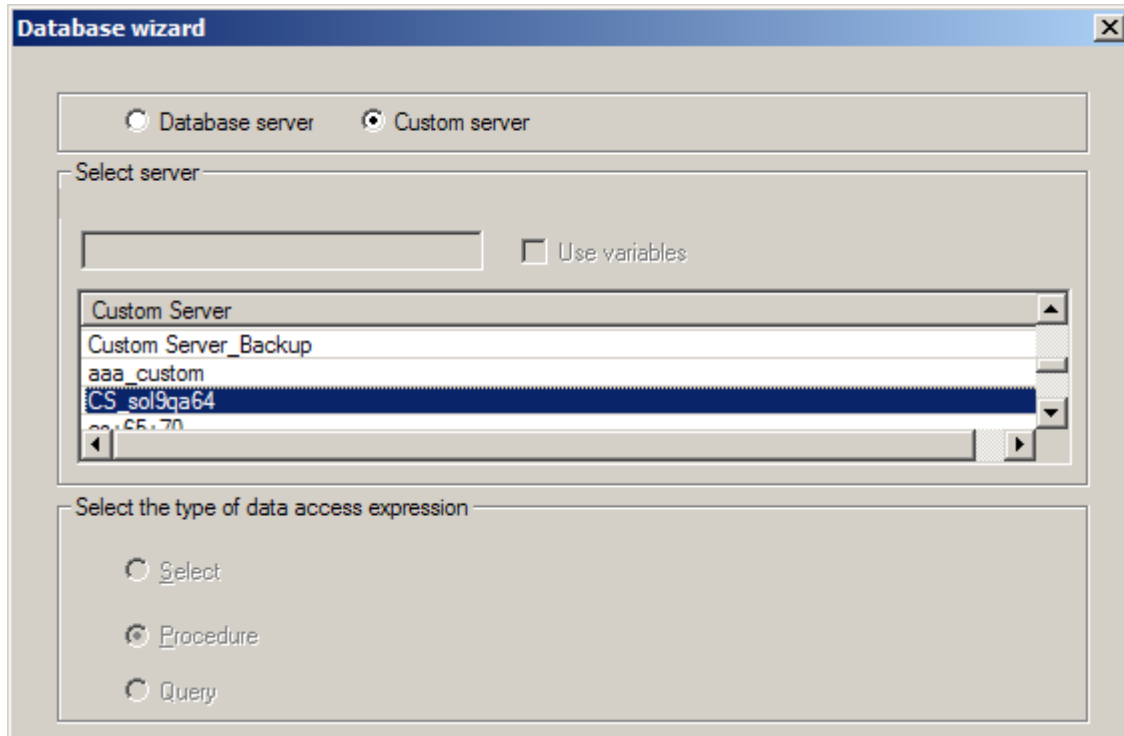 Database wizard
Database server Custom server
Select server
Use variables
Custom Server
Custom Server_Backup
aaa_custom
CS_sol9qa64
Select the type of data access expression
Select
Procedure
Query